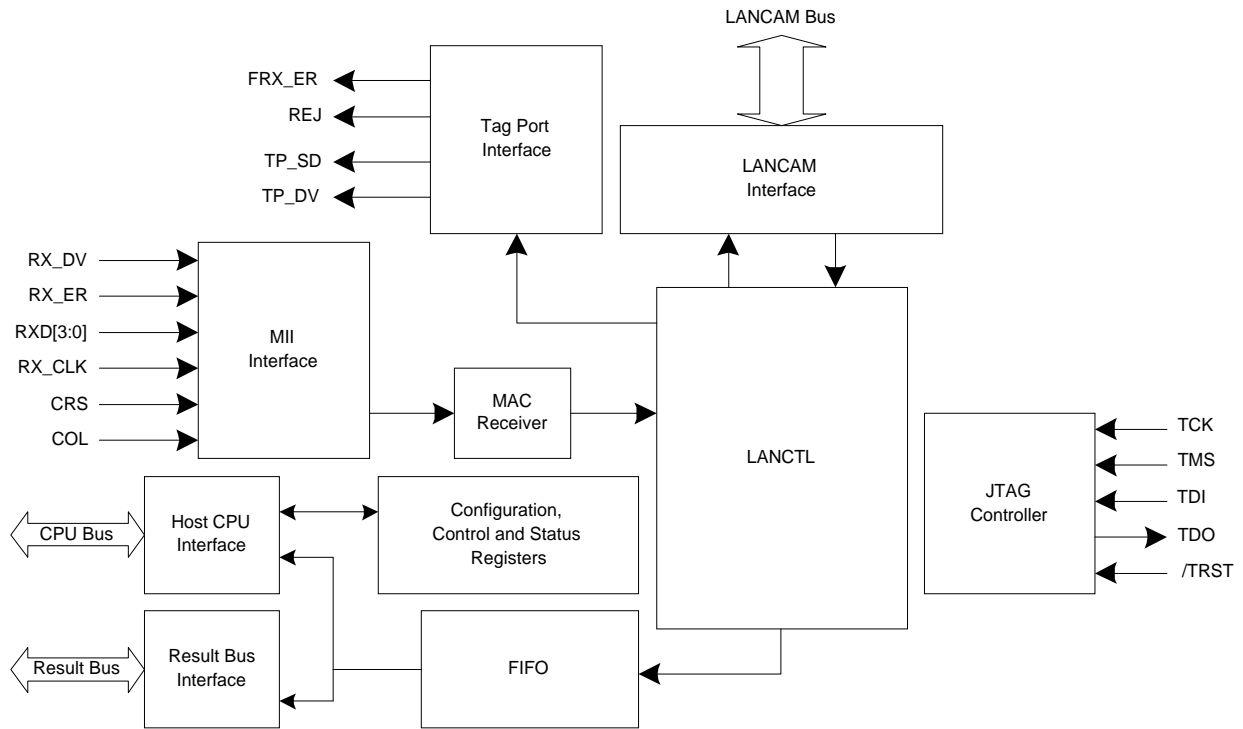 LANCAM Bus
FRX_ER
REJ
TP_SD
TP_DV
Tag Port
Interface
LANCAM
Interface
RX_DV
RX_ER
RXD[3:0]
RX_CLK
CRS
COL
MII
Interface
MAC
Receiver
LANCTL
JTAG
Controller
TCK
TMS
TDI
TDO
/TRST
CPU Bus
Host CPU
Interface
Configuration,
Control and Status
Registers
Result Bus
Result Bus
Interface
FIFO